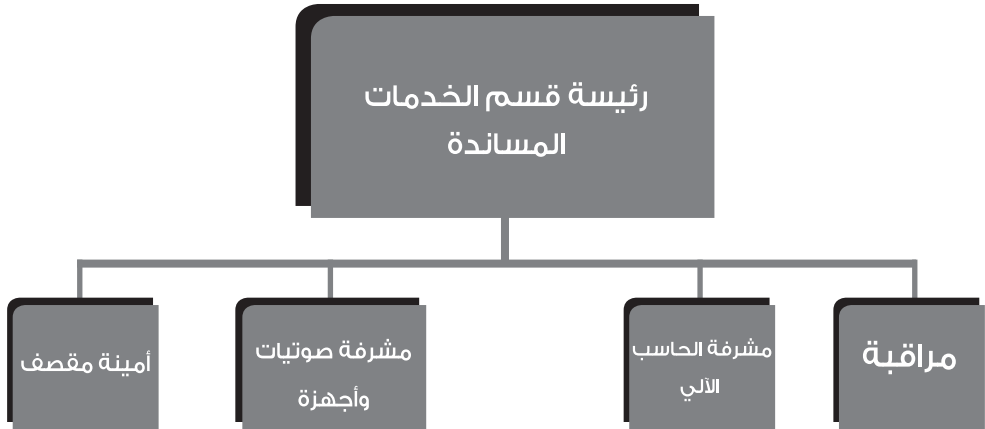 رئيسة قسم الخدمات
المساندة
مراقبة
مشرفة الحاسب
الآلي
مشرفة صوتيات
وأجهزة
أمينة مقصف